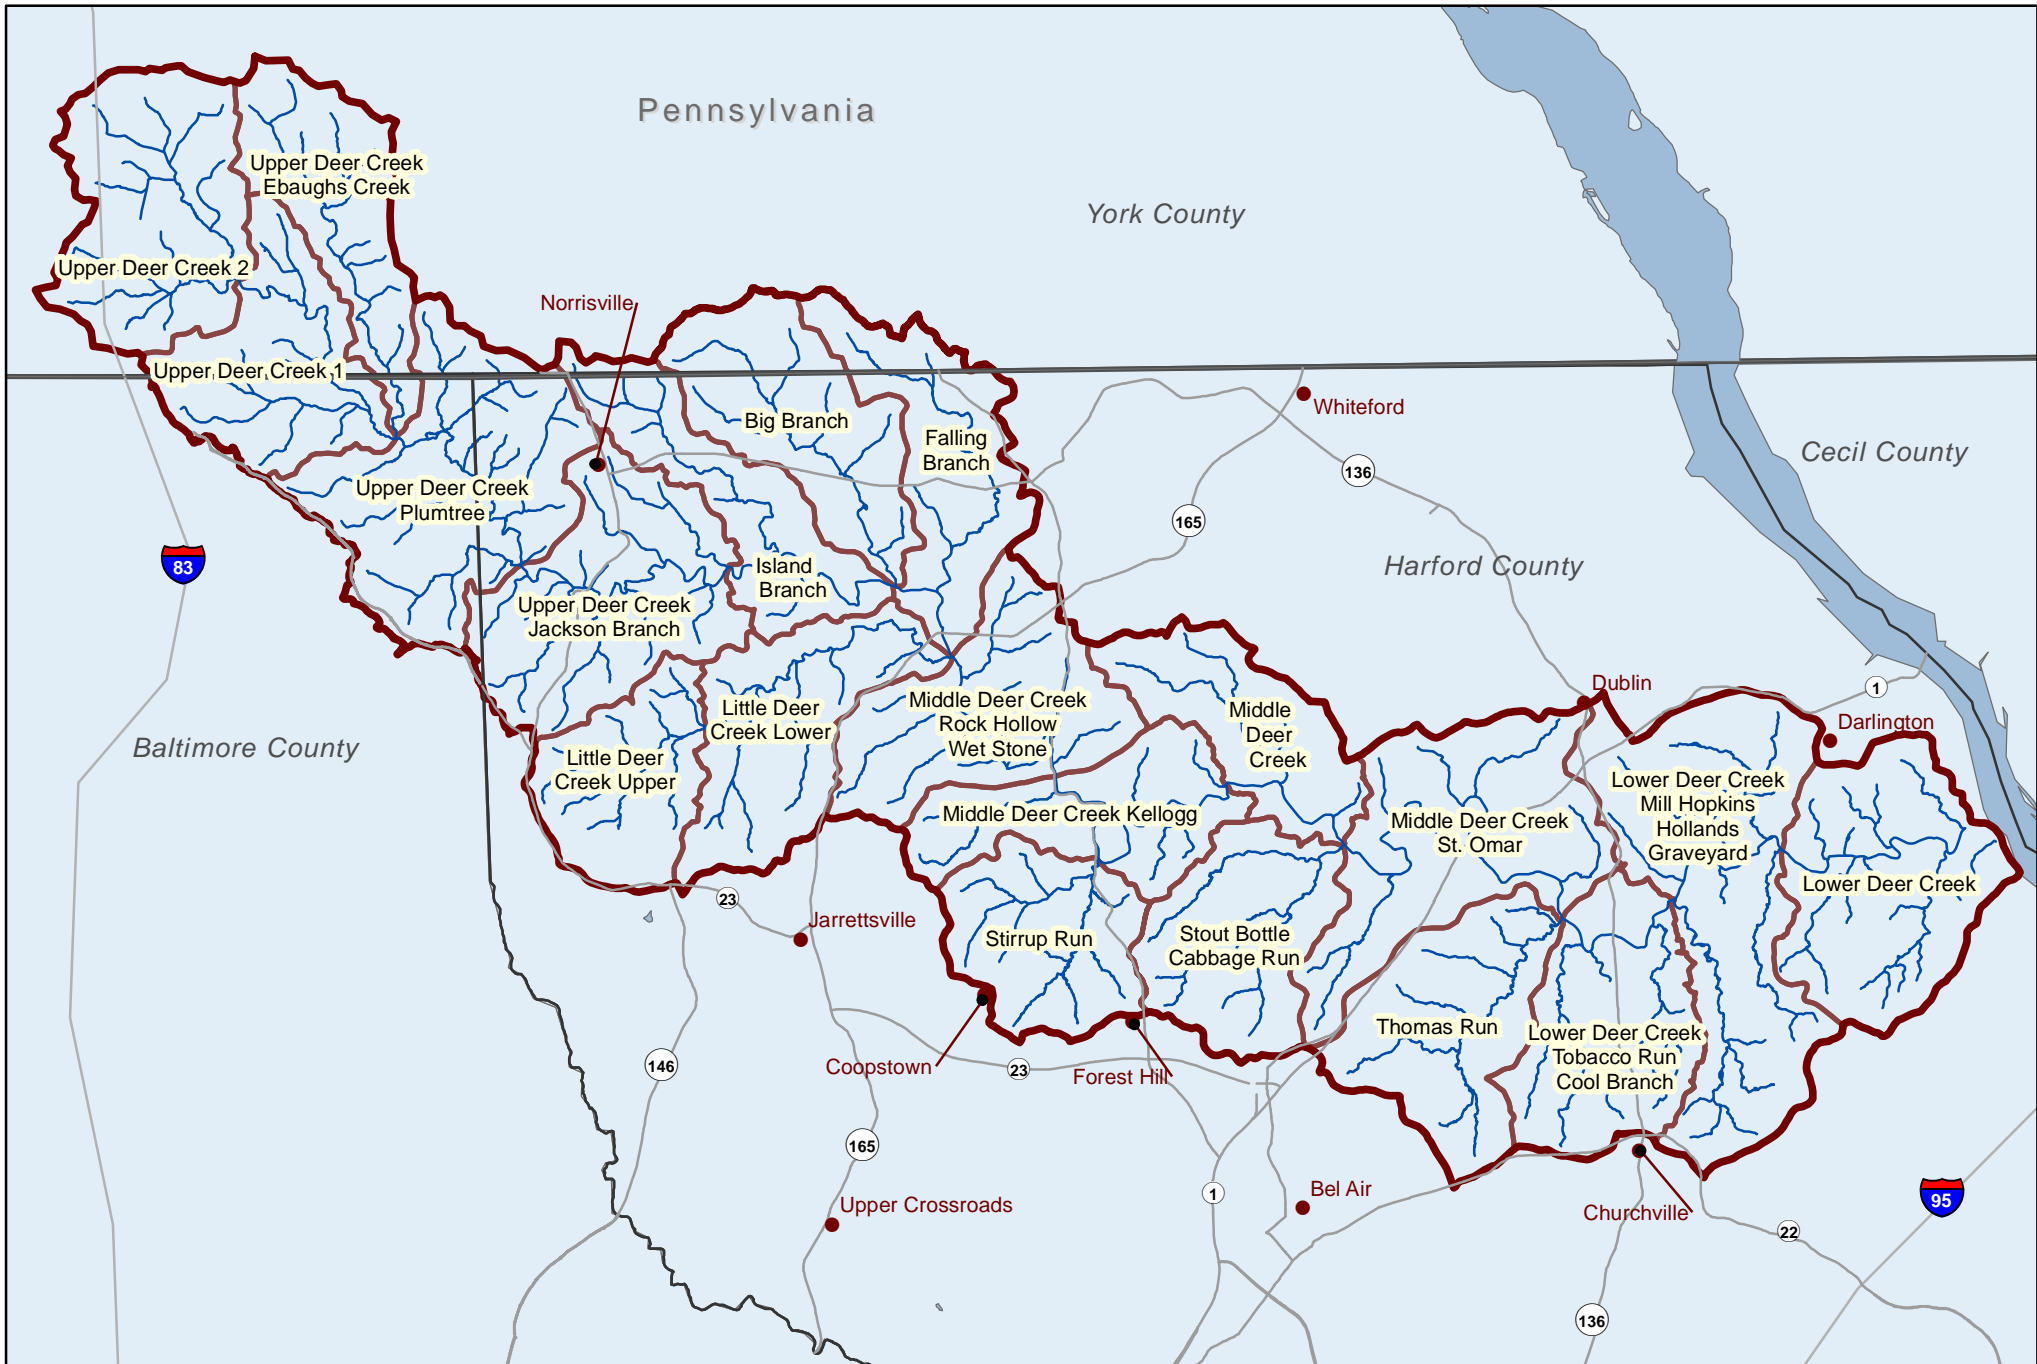 Pennsylvania
Upper Deer Creek
Ebaughs Creek
York County
Upper Deer Creek 2
Norrisville
Upper Deer Creek 1
Whiteford
Big Branch
Falling
Branch
Cecil County
136
Upper Deer Creek
Plumtree
165
83
Island
Branch
Harford County
Upper Deer Creek
Jackson Branch
Dublin
1
Little Deer
Creek Lower
Middle Deer Creek
Rock Hollow
Wet Stone
Middle
Deer
Creek
Darlington
Baltimore County
Little Deer
Creek Upper
Lower Deer Creek
Mill Hopkins
Hollands
Graveyard
Middle Deer Creek Kellogg
Middle Deer Creek
St. Omar
Lower Deer Creek
23
Jarrettsville
Stirrup Run
Stout Bottle
Cabbage Run
Thomas Run
Lower Deer Creek
Tobacco Run
Cool Branch
146
Coopstown
23
Forest Hill
165
Upper Crossroads
1
Bel Air
Churchville
95
22
136